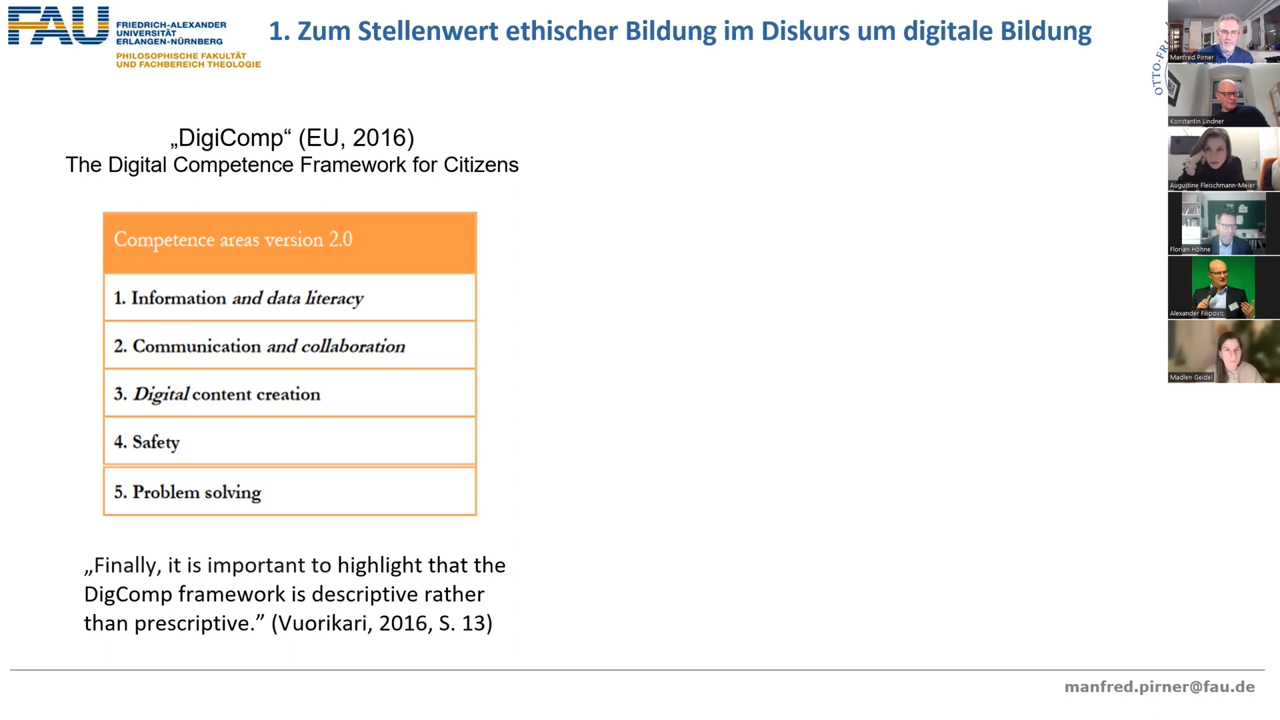 FAU
FRIEDRICH-ALEXANDER
UNIVERSITÄT
ERLANGEN-NÜRNBERG
PHILOSOPHISCHE FAKULTÄT
UND FACHBEREICH THEOLOGIE
1. Zum Stellenwert ethischer Bildung im Diskurs um digitale Bildung
OTTO-FRI
„DigiComp“ (EU, 2016)
The Digital Competence Framework for Citizens
Competence areas version 2.0
1. Information and data literacy
2. Communication and collaboration
3. Digital content creation
4. Safety
5. Problem solving
„Finally, it is important to highlight that the
DigComp framework is descriptive rather
than prescriptive.” (Vuorikari, 2016, S. 13)
manfred.pirner@fau.de
Manfred Pirner
Konstantin Lindner
Augustine Fleischmann-Meier
Florian Höhne
Alexander Filipovic
Madlen Geidel